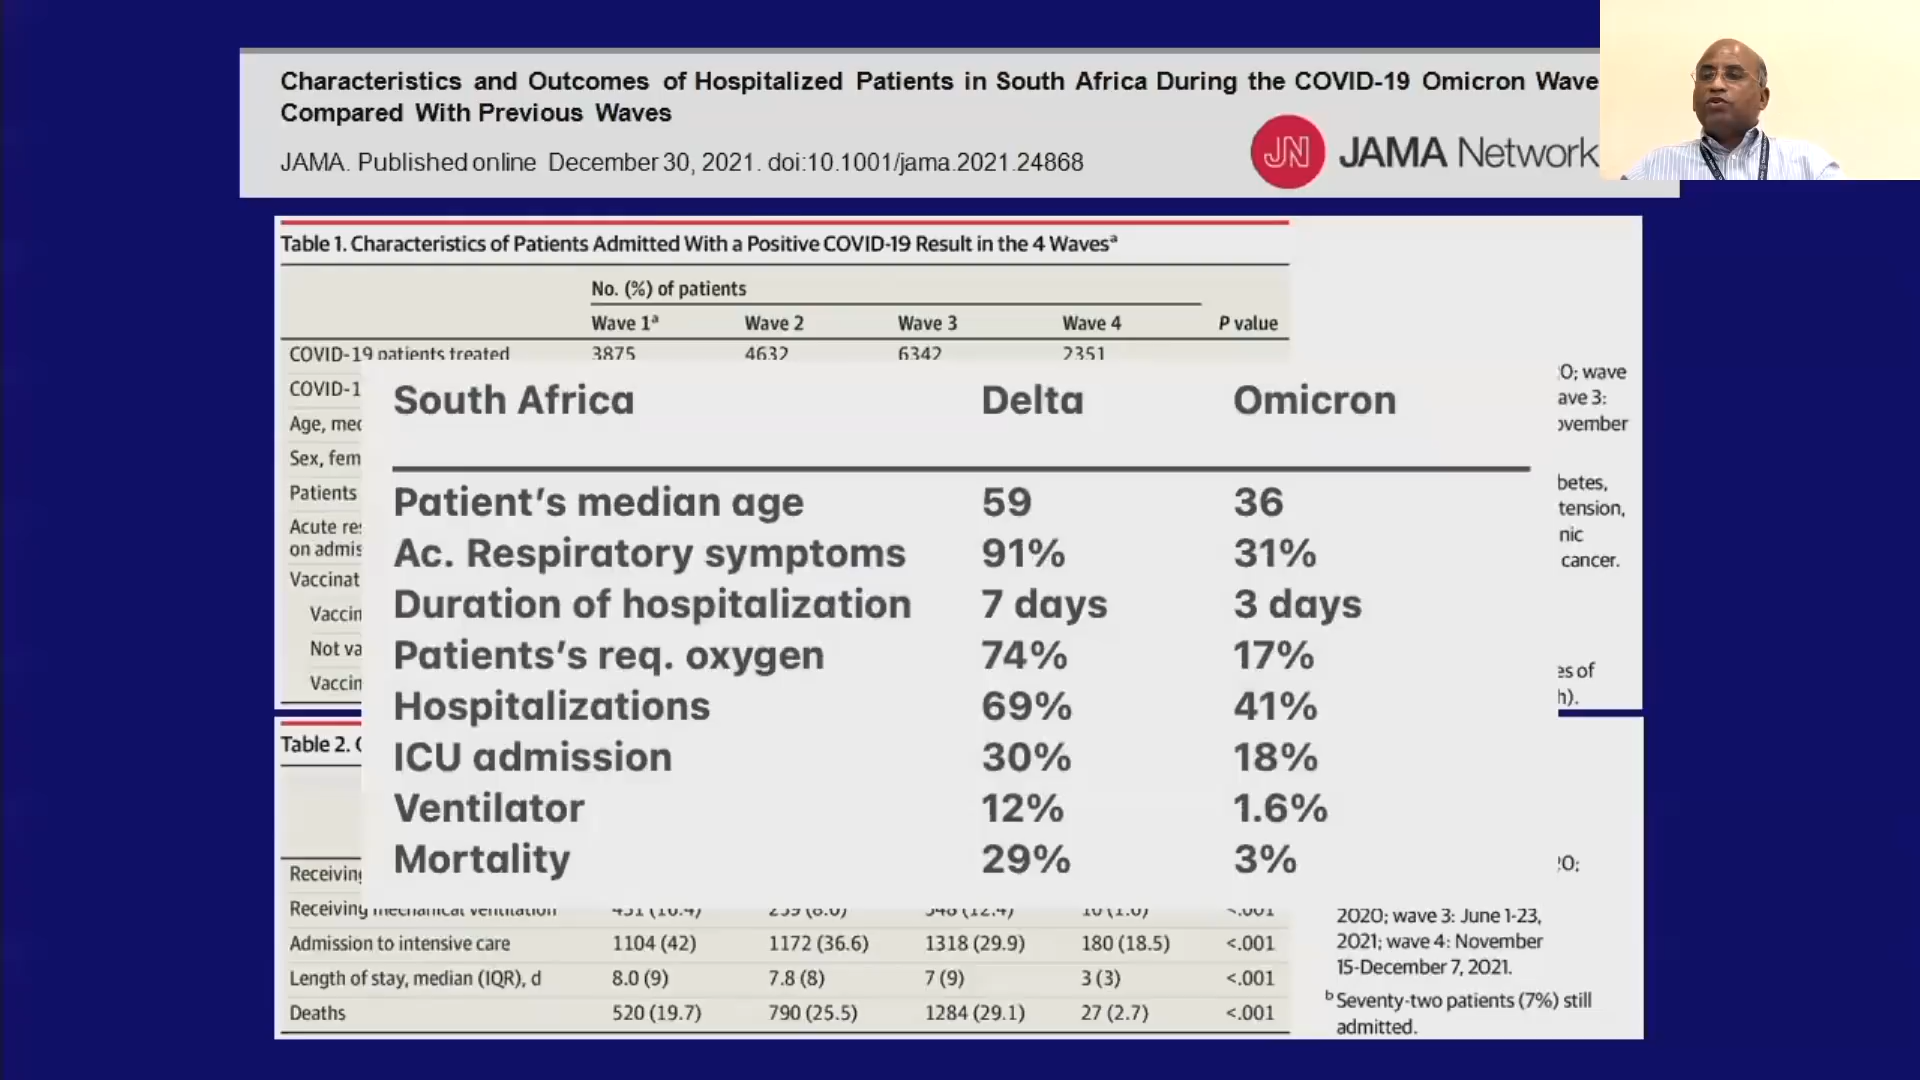 Characteristics and Outcomes of Hospitalized Patients in South Africa During the COVID-19 Omicron Wave
Compared With Previous Waves
JAMA. Published online December 30, 2021. doi:10.1001/jama.2021.24868
JN JAMA Network
Table 1. Characteristics of Patients Admitted With a Positive COVID-19 Result in the 4 Wavesᵃ
No. (%) of patients
Wave 1ᵃ Wave 2 Wave 3 Wave 4 P value
COVID-19 patients treated 3875 4632 6342 2351
COVID-1
Age, med
Sex, fem
Patients
Acute res
on admis
Vaccinat
Vaccin
Not va
Vaccin
0; wave
ave 3:
ovember
betes,
tension,
nic
cancer.
es of
h).
South Africa Delta Omicron
Patient's median age 59 36
Ac. Respiratory symptoms 91% 31%
Duration of hospitalization 7 days 3 days
Patients's req. oxygen 74% 17%
Hospitalizations 69% 41%
ICU admission 30% 18%
Ventilator 12% 1.6%
Mortality 29% 3%
Table 2.
Receiving
Receiving mechanical ventilation <.001
Admission to intensive care 1104 (42) 1172 (36.6) 1318 (29.9) 180 (18.5) <.001
Length of stay, median (IQR), d 8.0 (9) 7.8 (8) 7 (9) 3 (3) <.001
Deaths 520 (19.7) 790 (25.5) 1284 (29.1) 27 (2.7) <.001
20;
2020; wave 3: June 1-23,
2021; wave 4: November
15-December 7, 2021.
ᵇ Seventy-two patients (7%) still
admitted.